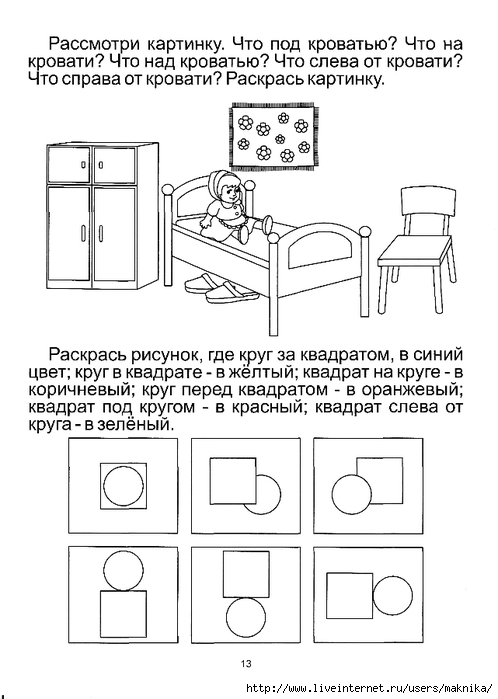 Рассмотри картинку. Что под кроватью? Что на
кровати? Что над кроватью? Что слева от кровати?
Что справа от кровати? Раскрась картинку.
Раскрась рисунок, где круг за квадратом, в синий
цвет; круг в квадрате - в жёлтый; квадрат на круге - в
коричневый; круг перед квадратом - в оранжевый;
квадрат под кругом - в красный; квадрат слева от
круга - в зелёный.
13
http://www.liveinternet.ru/users/maknika/